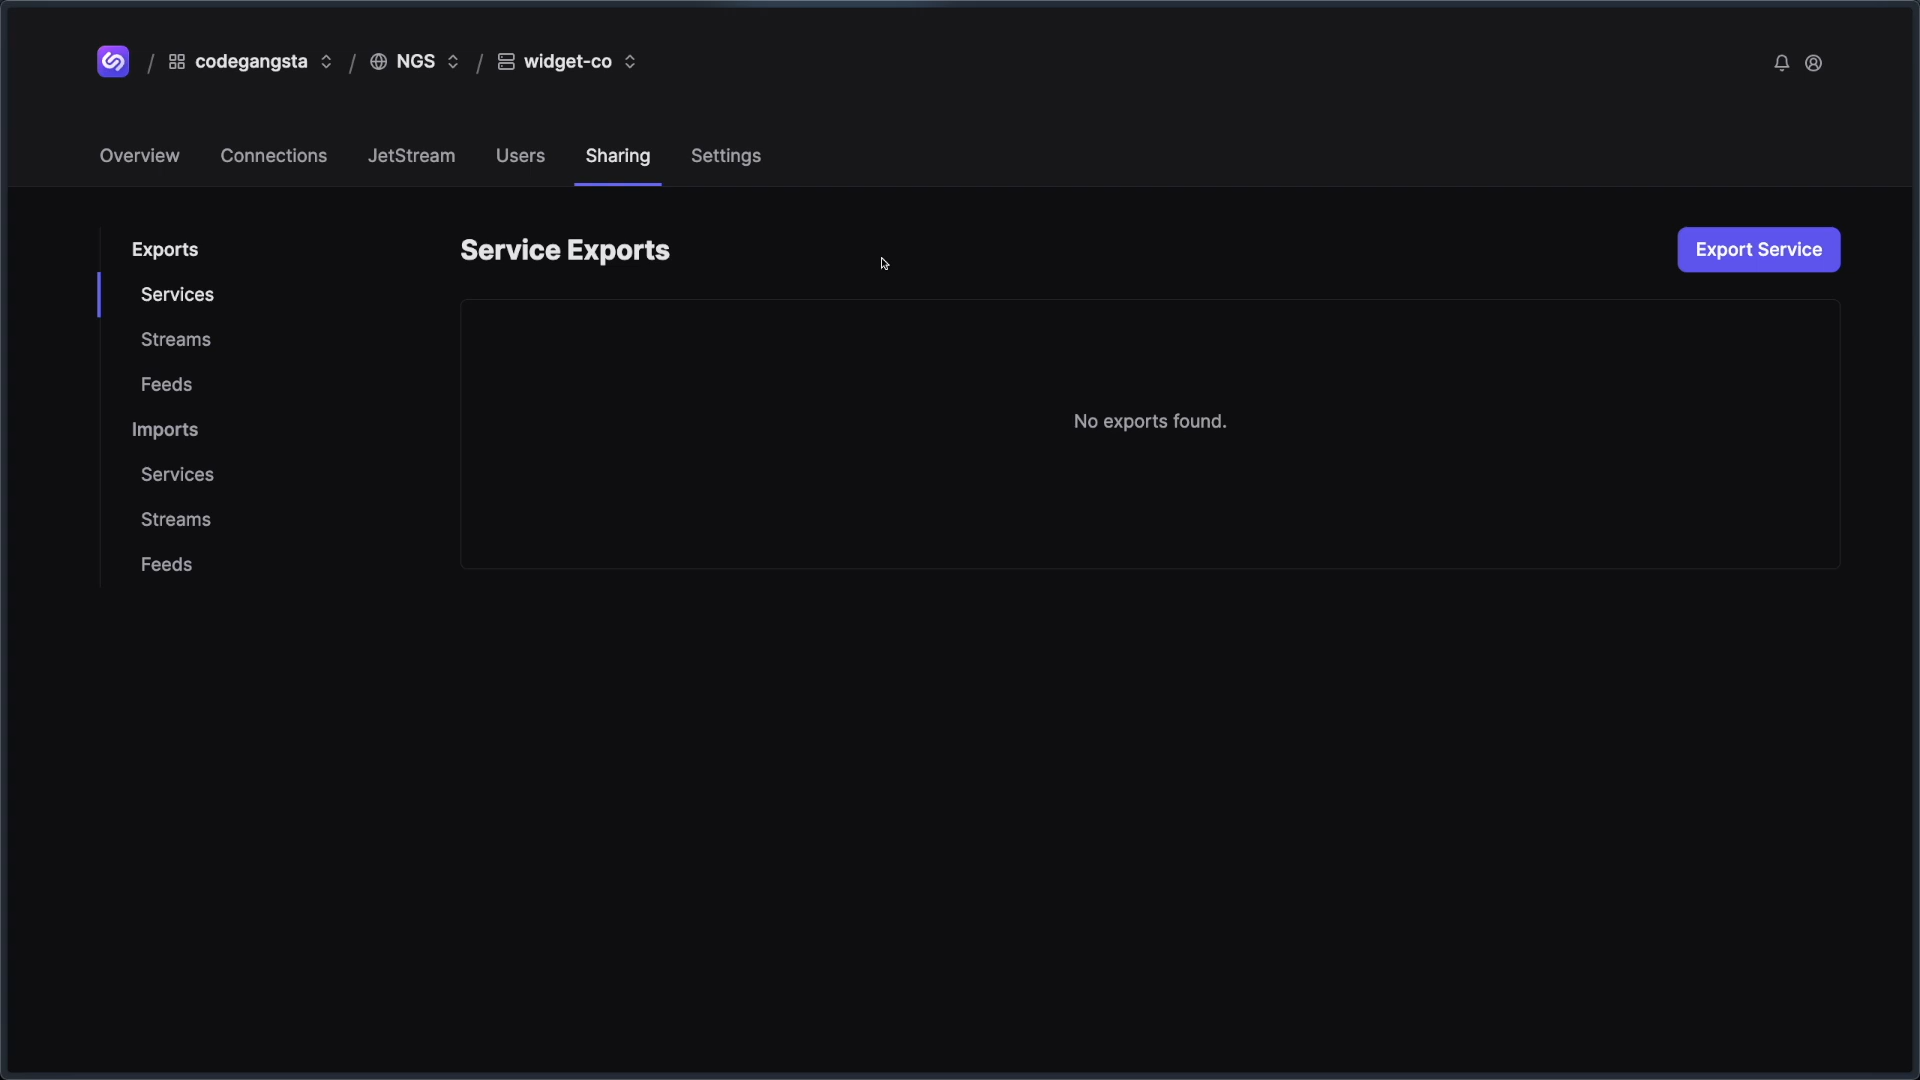 / codegangsta / NGS / widget-co
Overview Connections JetStream Users Sharing Settings
Exports
Services
Streams
Feeds
Imports
Services
Streams
Feeds
Service Exports
Export Service
No exports found.